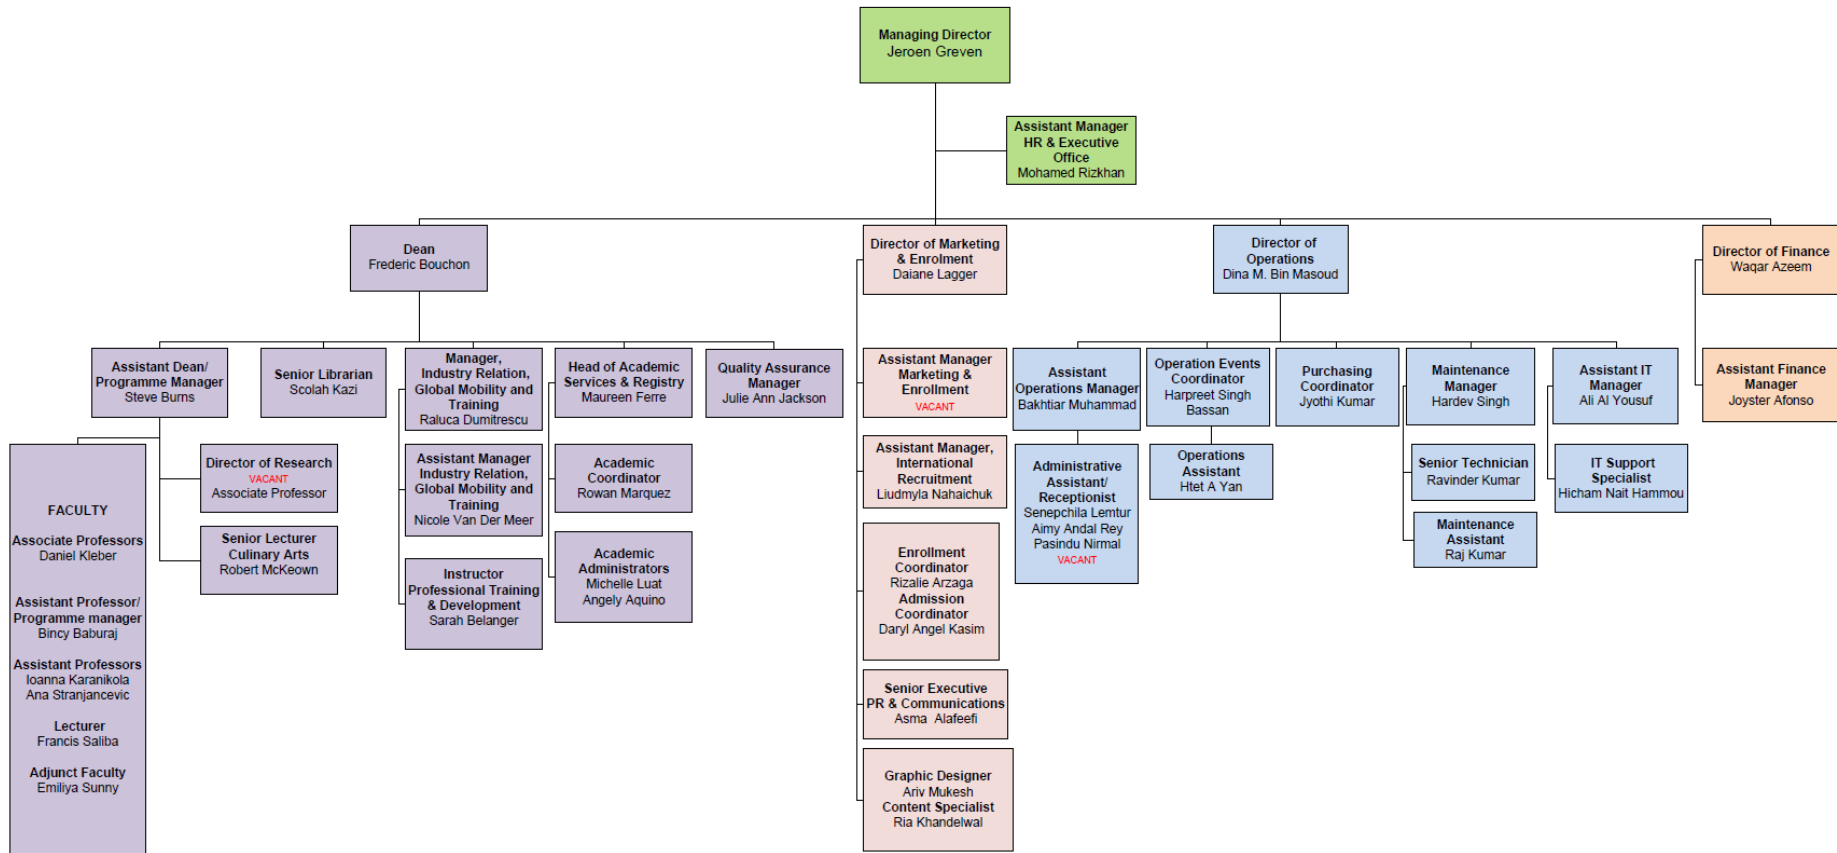 Managing Director
Jeroen Greven
Assistant Manager
HR & Executive
Office
Mohamed Rizkhan
Dean
Frederic Bouchon
Director of Marketing
& Enrolment
Daiane Lagger
Director of
Operations
Dina M. Bin Masoud
Director of Finance
Waqar Azeem
Assistant Dean/
Programme Manager
Steve Burns
Senior Librarian
Scolah Kazi
Manager,
Industry Relation,
Global Mobility and
Training
Raluca Dumitrescu
Head of Academic
Services & Registry
Maureen Ferre
Quality Assurance
Manager
Julie Ann Jackson
Assistant Manager
Marketing &
Enrollment
VACANT
Assistant
Operations Manager
Bakhtiar Muhammad
Operation Events
Coordinator
Harpreet Singh
Bassan
Purchasing
Coordinator
Jyothi Kumar
Maintenance
Manager
Hardev Singh
Assistant IT
Manager
Ali Al Yousuf
Assistant Finance
Manager
Joyster Afonso
FACULTY
Associate Professors
Daniel Kleber
Assistant Professor/
Programme manager
Bincy Baburaj
Assistant Professors
Ioanna Karanikola
Ana Stranjancevic
Lecturer
Francis Saliba
Adjunct Faculty
Emiliya Sunny
Director of Research
VACANT
Associate Professor
Senior Lecturer
Culinary Arts
Robert McKeown
Assistant Manager
Industry Relation,
Global Mobility and
Training
Nicole Van Der Meer
Instructor
Professional Training
& Development
Sarah Belanger
Academic
Coordinator
Rowan Marquez
Academic
Administrators
Michelle Luat
Angely Aquino
Assistant Manager,
International
Recruitment
Liudmyla Nahaichuk
Enrollment
Coordinator
Rizalie Arzaga
Admission
Coordinator
Daryl Angel Kasim
Senior Executive
PR & Communications
Asma Alafeefi
Graphic Designer
Ariv Mukesh
Content Specialist
Ria Khandelwal
Administrative
Assistant/
Receptionist
Senepchila Lemtur
Aimy Andal Rey
Pasindu Nirmal
VACANT
Operations
Assistant
Htet A Yan
Senior Technician
Ravinder Kumar
Maintenance
Assistant
Raj Kumar
IT Support
Specialist
Hicham Nait Hammou